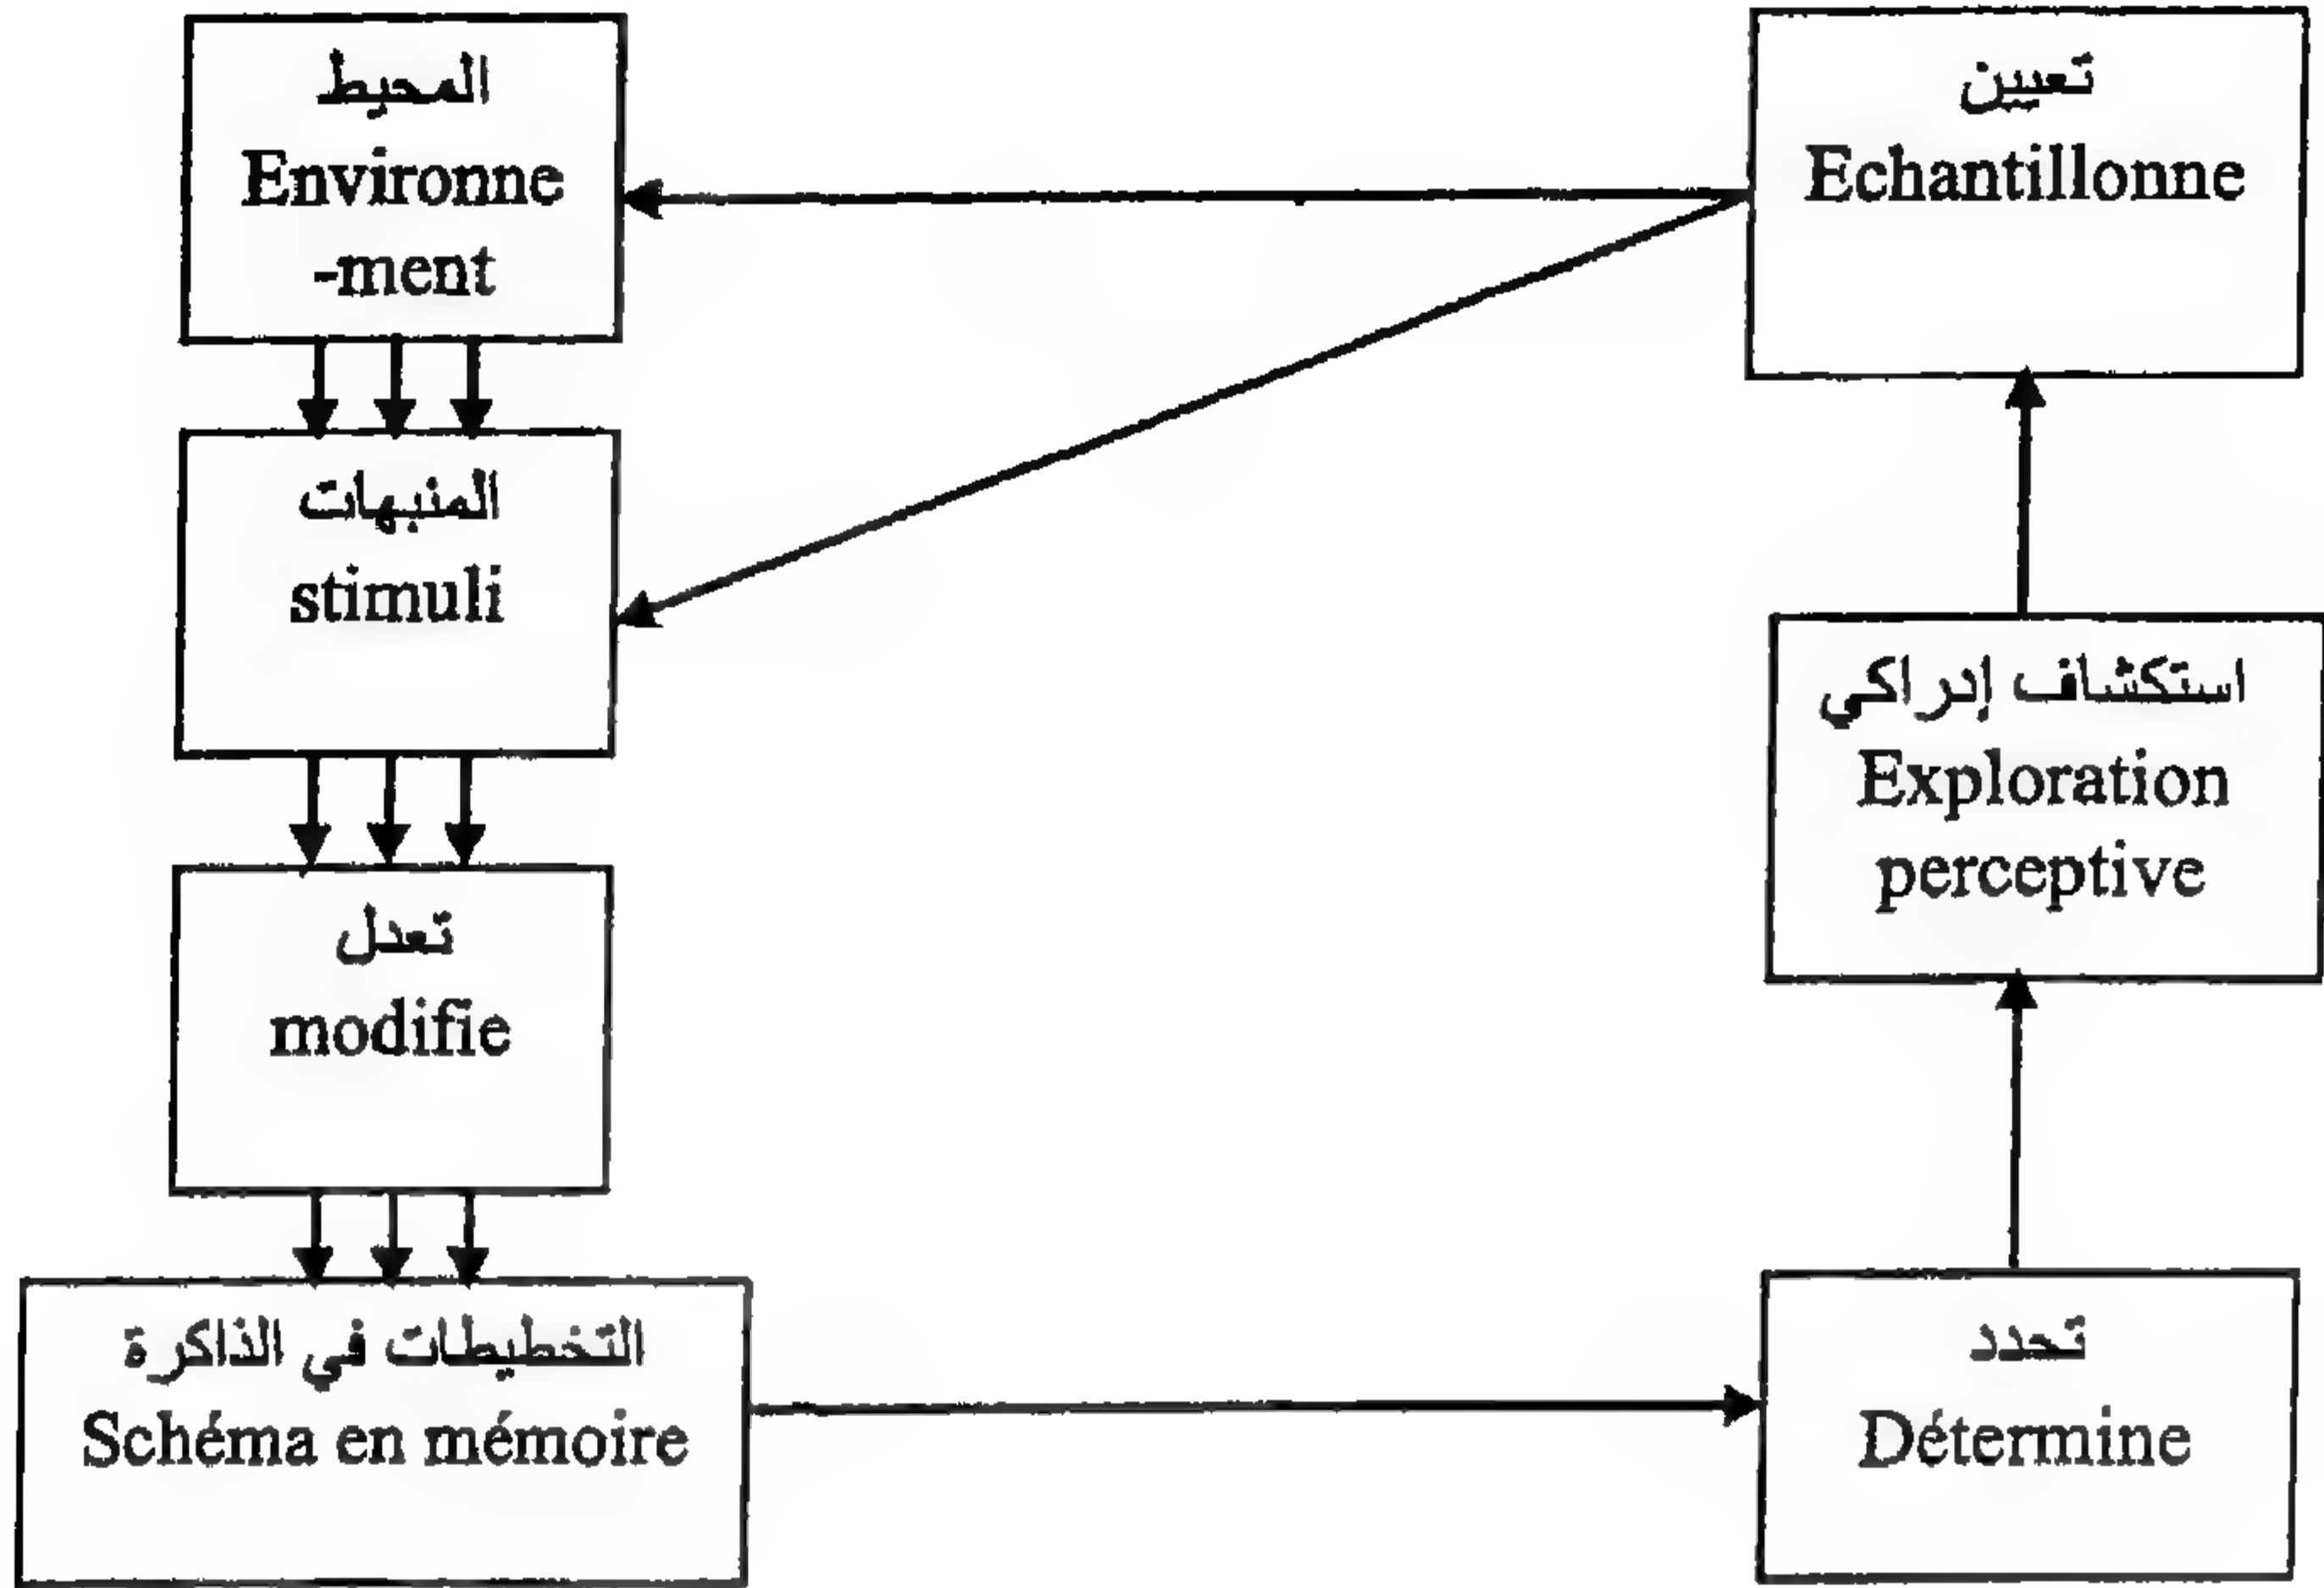 المحيط
Environne
-ment
تعيين
Echantillonne
المنبهات
stimuli
استكشاف إدراكي
Exploration
perceptive
تعدل
modifie
التخطيطات في الذاكرة
Schéma en mémoire
تحدد
Détermine